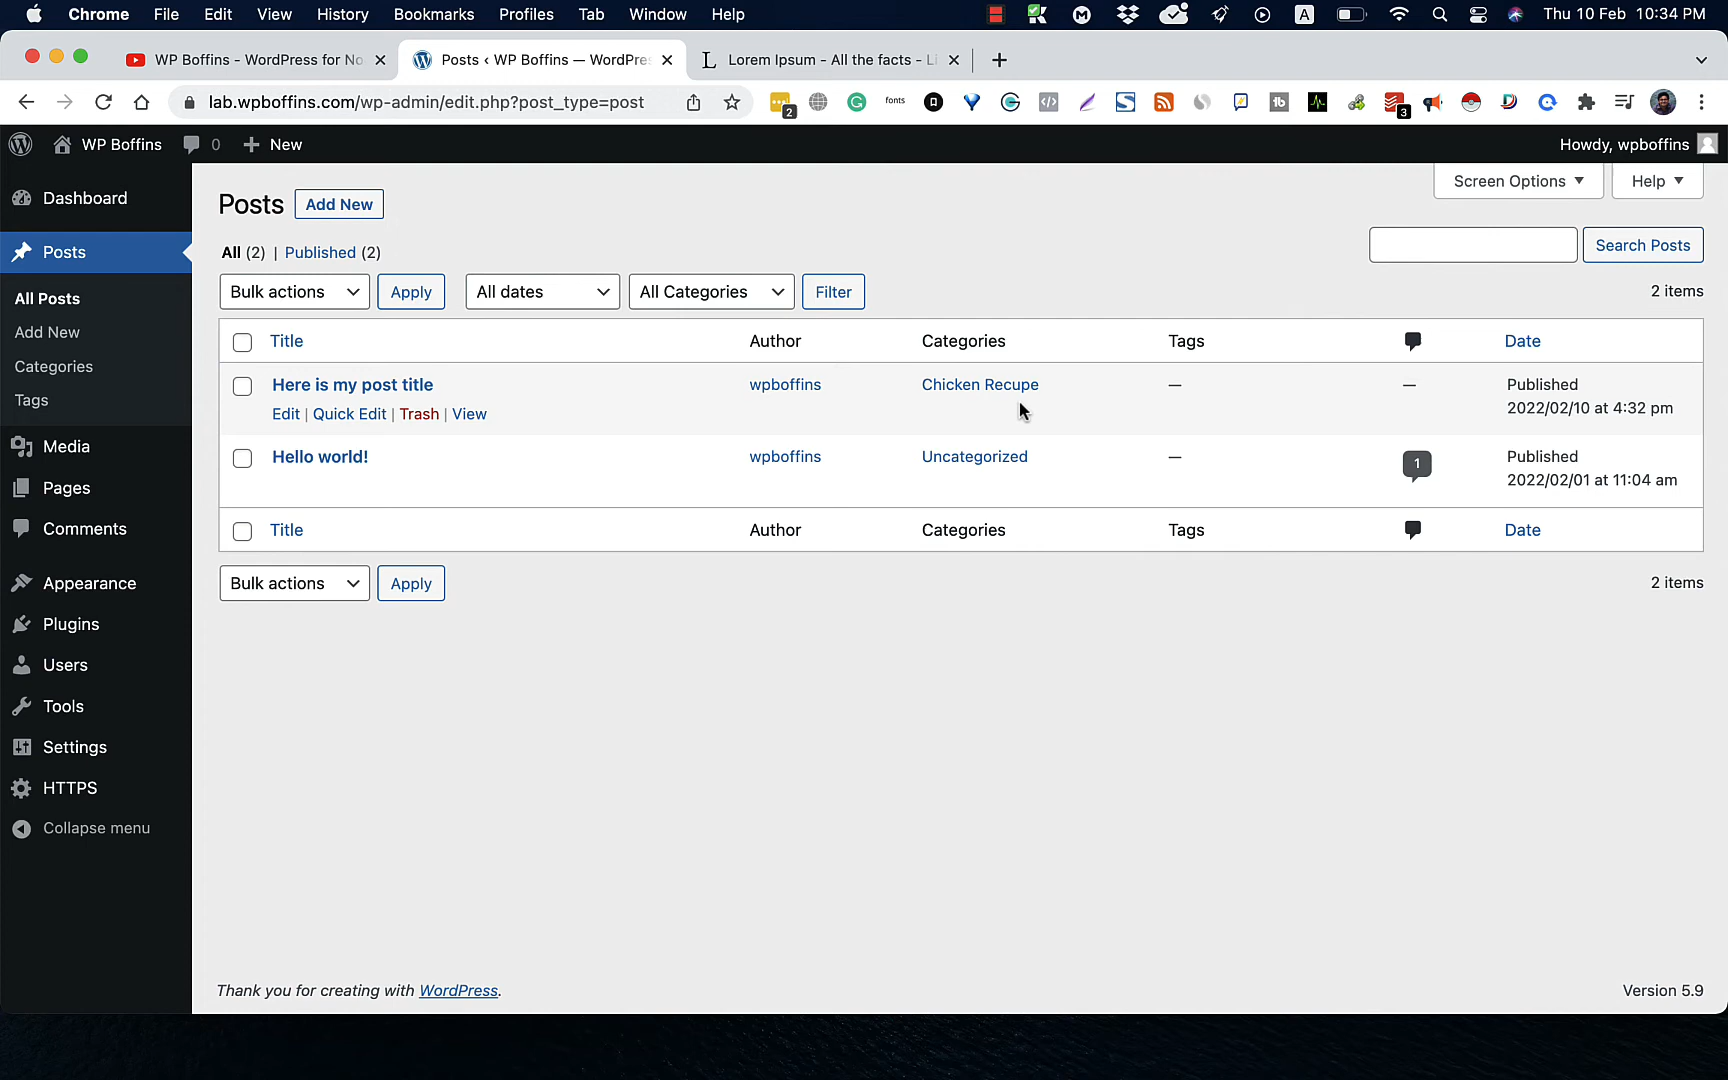 Chrome File Edit View History Bookmarks Profiles Tab Window Help A Thu 10 Feb 10:34 PM
WP Boffins - WordPress for No Posts ‹ WP Boffins — WordPre Lorem Ipsum - All the facts - Li
lab.wpboffins.com/wp-admin/edit.php?post_type=post 2 fonts tb 3
WP Boffins 0 New Howdy, wpboffins
Dashboard
Posts
All Posts
Add New
Categories
Tags
Media
Pages
Comments
Appearance
Plugins
Users
Tools
Settings
HTTPS
Collapse menu
Screen Options Help
Posts Add New
All (2) | Published (2)
Search Posts
Bulk actions Apply All dates All Categories Filter 2 items
Title Author Categories Tags Date
Here is my post title wpboffins Chicken Recupe — — Published
Edit | Quick Edit | Trash | View 2022/02/10 at 4:32 pm
Hello world! wpboffins Uncategorized — 1 Published
2022/02/01 at 11:04 am
Title Author Categories Tags Date
Bulk actions Apply 2 items
Thank you for creating with WordPress. Version 5.9